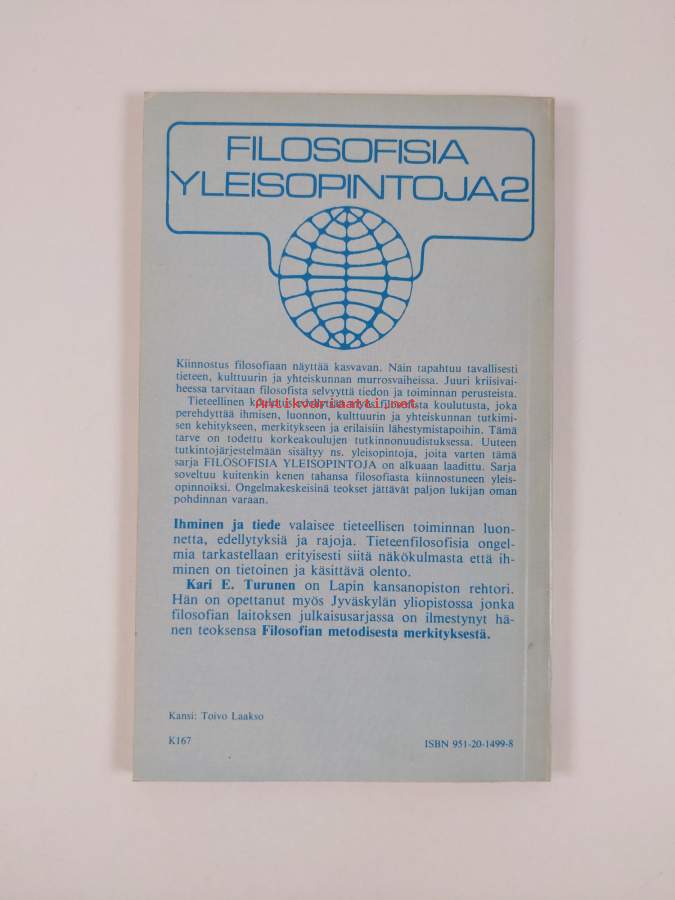 FILOSOFISIA
YLEISOPINTOJA2
Kiinnostus filosofiaan näyttää kasvavan. Näin tapahtuu tavallisesti
tieteen, kulttuurin ja yhteiskunnan murrosvaiheissa. Juuri kriisivai-
heessa tarvitaan filosofista selvyyttä tiedon ja toiminnan perusteista.
Tieteellinen filosofista koulutusta, joka
Antikvariaatti.net
perehdyttää ihmisen, luonnon, kulttuurin ja yhteiskunnan tutkimi-
sen kehitykseen, merkitykseen ja erilaisiin lähestymistapoihin. Tämä
tarve on todettu korkeakoulujen tutkinnonuudistuksessa. Uuteen
tutkintojärjestelmään sisältyy ns. yleisopintoja, joita varten tämä
sarja FILOSOFISIA YLEISOPINTOJA on alkuaan laadittu. Sarja
soveltuu kuitenkin kenen tahansa filosofiasta kiinnostuneen yleis-
opinnoiksi. Ongelmakeskeisinä teokset jättävät paljon lukijan oman
pohdinnan varaan.
Ihminen ja tiede valaisee tieteellisen toiminnan luon-
netta, edellytyksiä ja rajoja. Tieteenfilosofisia ongel-
mia tarkastellaan erityisesti siitä näkökulmasta että ih-
minen on tietoinen ja käsittävä olento.
Kari E. Turunen on Lapin kansanopiston rehtori.
Hän on opettanut myös Jyväskylän yliopistossa jonka
filosofian laitoksen julkaisusarjassa on ilmestynyt hä-
nen teoksensa Filosofian metodisesta merkityksestä.
Kansi: Toivo Laakso
K167
ISBN 951-20-1499-8